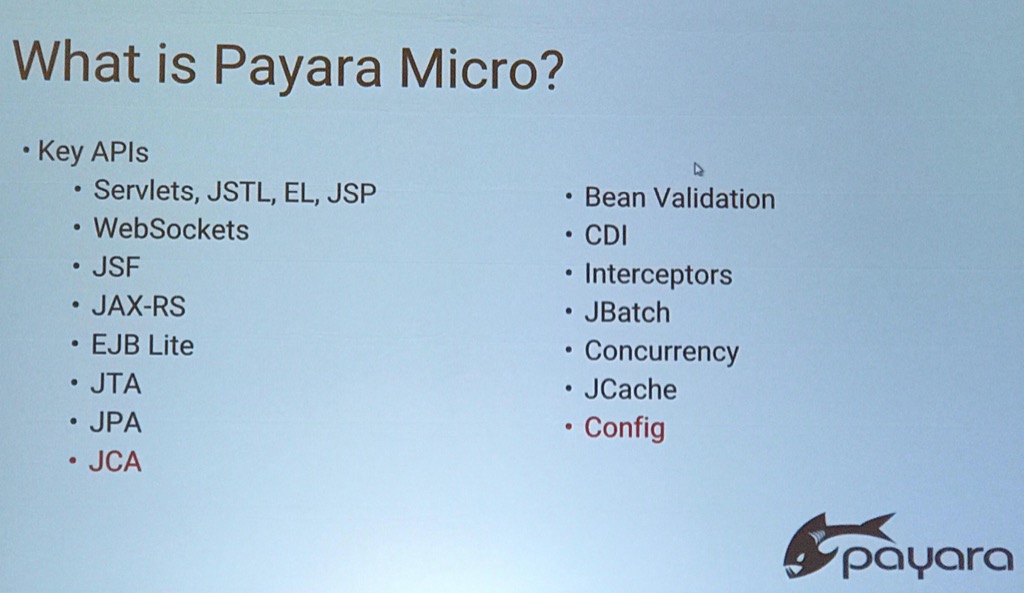 What is Payara Micro?
• Key APIs
• Servlets, JSTL, EL, JSP
• WebSockets
• JSF
• JAX-RS
• EJB Lite
• JTA
• JPA
• JCA
• Bean Validation
• CDI
• Interceptors
• JBatch
• Concurrency
• JCache
• Config
payara